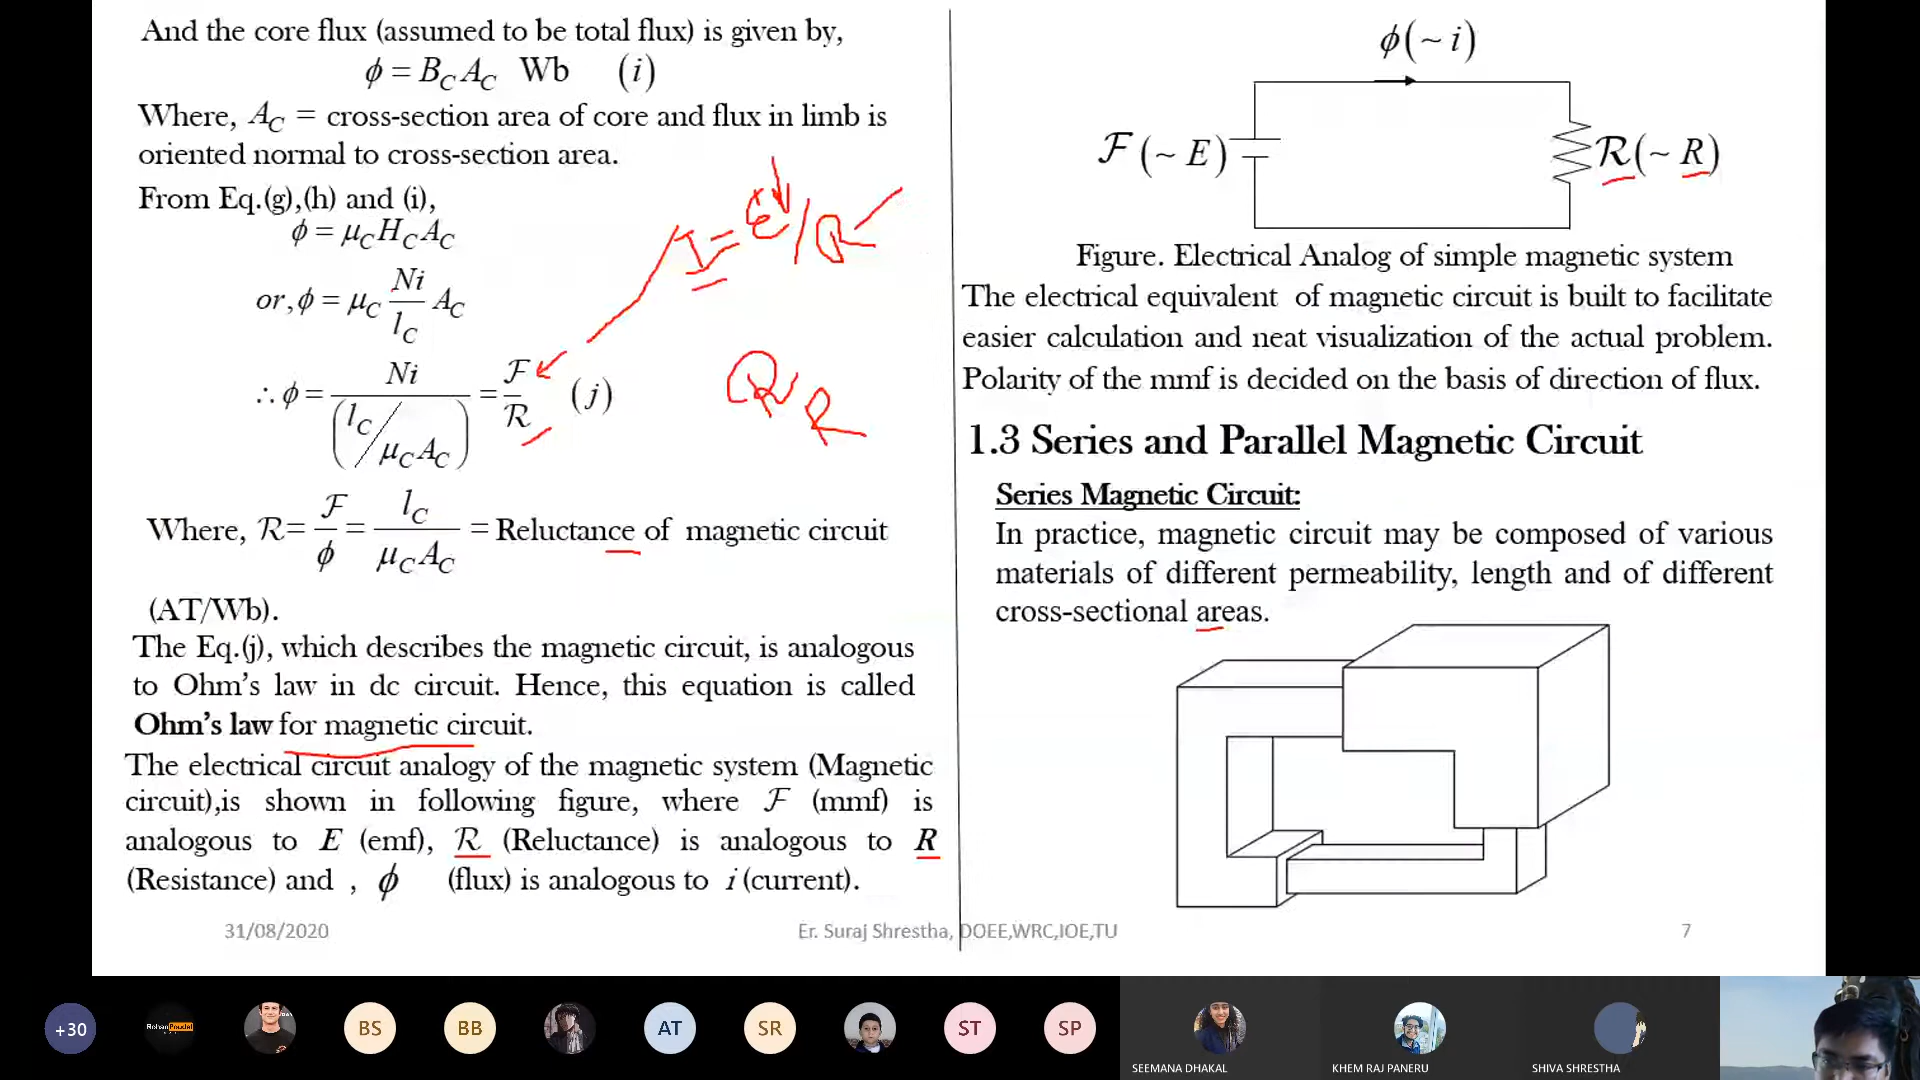 And the core flux (assumed to be total flux) is given by,
ϕ = B_C A_C Wb (i)
Where, A_C = cross-section area of core and flux in limb is
oriented normal to cross-section area.
From Eq.(g),(h) and (i),
ϕ = μ_C H_C A_C
or, ϕ = μ_C Ni/l_C A_C
∴ ϕ = Ni/(l_C/μ_C A_C) = ℱ/ℛ (j)
I = E/R
R R
Where, ℛ = ℱ/ϕ = l_C/μ_C A_C = Reluctance of magnetic circuit
(AT/Wb).
The Eq.(j), which describes the magnetic circuit, is analogous
to Ohm's law in dc circuit. Hence, this equation is called
Ohm's law for magnetic circuit.
The electrical circuit analogy of the magnetic system (Magnetic
circuit),is shown in following figure, where ℱ (mmf) is
analogous to E (emf), ℛ (Reluctance) is analogous to R
(Resistance) and , ϕ (flux) is analogous to i (current).
ϕ(~ i)
ℱ (~ E)
ℛ(~ R)
Figure. Electrical Analog of simple magnetic system
The electrical equivalent of magnetic circuit is built to facilitate
easier calculation and neat visualization of the actual problem.
Polarity of the mmf is decided on the basis of direction of flux.
1.3 Series and Parallel Magnetic Circuit
Series Magnetic Circuit:
In practice, magnetic circuit may be composed of various
materials of different permeability, length and of different
cross-sectional areas.
31/08/2020
Er. Suraj Shrestha, DOEE,WRC,IOE,TU
7
+30
RohanPoudel
BS
BB
AT
SR
ST
SP
SEEMANA DHAKAL
KHEM RAJ PANERU
SHIVA SHRESTHA